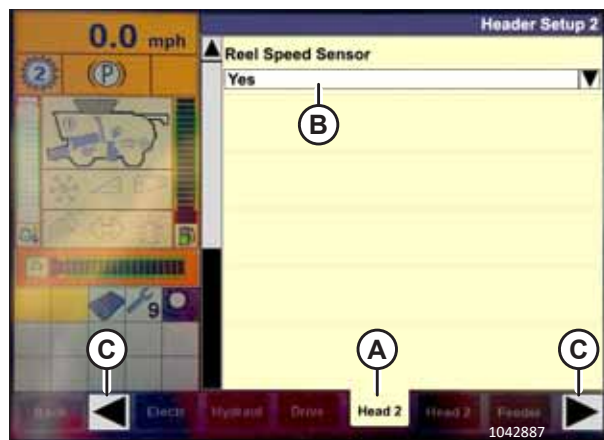 Header Setup 2
0.0 mph
Reel Speed Sensor
2
P
Yes
B
9
C
A
C
Back
Electr
Hydraul
Drive
Head 2
Head 2
Feeder
1042887